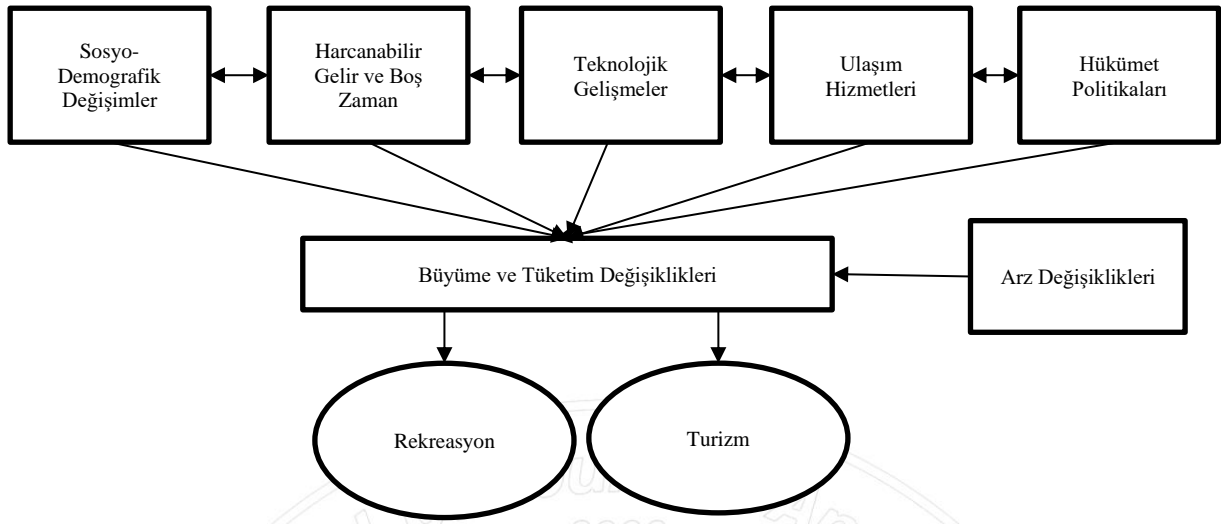 Sosyo-
Demografik
Değişimler
Harcanabilir
Gelir ve Boş
Zaman
Teknolojik
Gelişmeler
Ulaşım
Hizmetleri
Hükümet
Politikaları
Büyüme ve Tüketim Değişiklikleri
Arz Değişiklikleri
Rekreasyon
Turizm